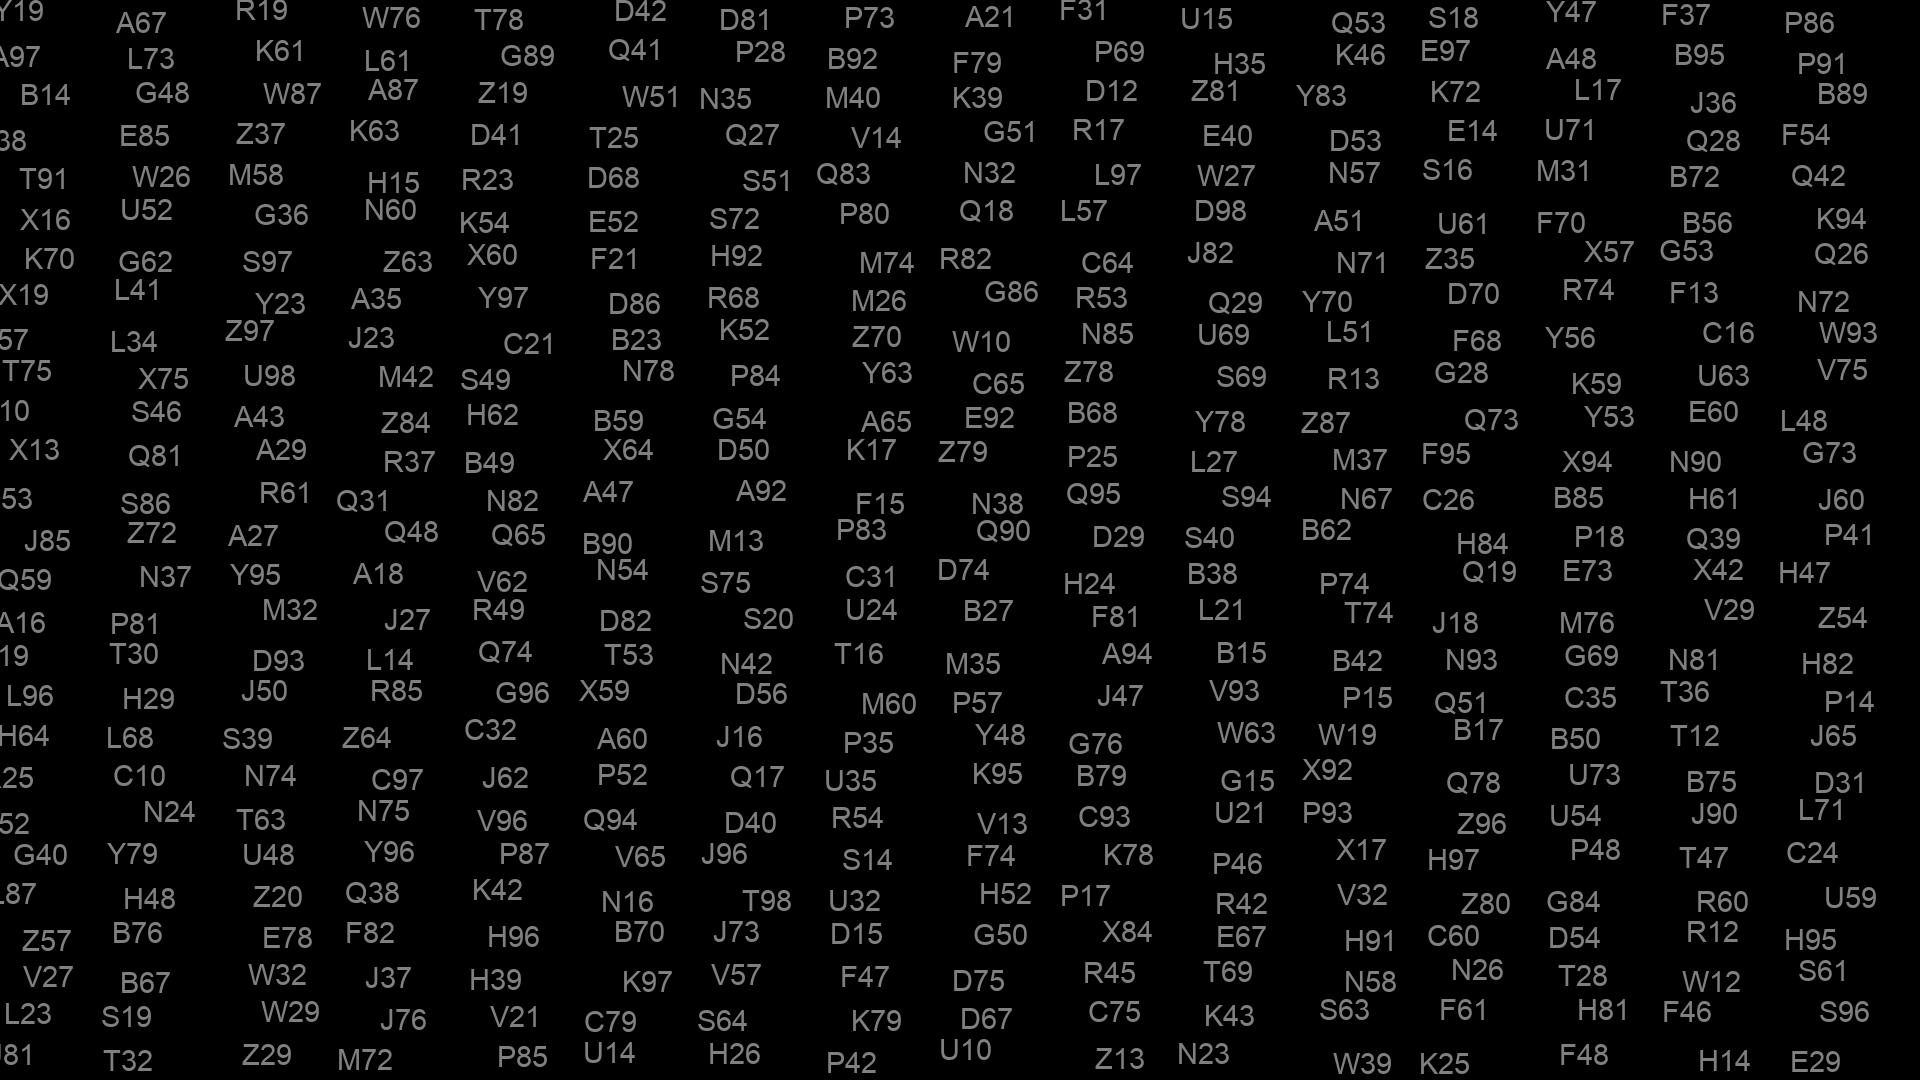 Y19 A67 R19 W76 T78 D42 D81 P73 A21 F31 U15 Q53 S18 Y47 F37 P86
A97 L73 K61 L61 G89 Q41 P28 B92 F79 P69 H35 K46 E97 A48 B95 P91
B14 G48 W87 A87 Z19 W51 N35 M40 K39 D12 Z81 Y83 K72 L17 J36 B89
38 E85 Z37 K63 D41 T25 Q27 V14 G51 R17 E40 D53 E14 U71 Q28 F54
T91 W26 M58 H15 R23 D68 S51 Q83 N32 L97 W27 N57 S16 M31 B72 Q42
X16 U52 G36 N60 K54 E52 S72 P80 Q18 L57 D98 A51 U61 F70 B56 K94
K70 G62 S97 Z63 X60 F21 H92 M74 R82 C64 J82 N71 Z35 X57 G53 Q26
X19 L41 Y23 A35 Y97 D86 R68 M26 G86 R53 Q29 Y70 D70 R74 F13 N72
57 L34 Z97 J23 C21 B23 K52 Z70 W10 N85 U69 L51 F68 Y56 C16 W93
T75 X75 U98 M42 S49 N78 P84 Y63 C65 Z78 S69 R13 G28 K59 U63 V75
10 S46 A43 Z84 H62 B59 G54 A65 E92 B68 Y78 Z87 Q73 Y53 E60 L48
X13 Q81 A29 R37 B49 X64 D50 K17 Z79 P25 L27 M37 F95 X94 N90 G73
53 S86 R61 Q31 N82 A47 A92 F15 N38 Q95 S94 N67 C26 B85 H61 J60
J85 Z72 A27 Q48 Q65 B90 M13 P83 Q90 D29 S40 B62 H84 P18 Q39 P41
Q59 N37 Y95 A18 V62 N54 S75 C31 D74 H24 B38 P74 Q19 E73 X42 H47
A16 P81 M32 J27 R49 D82 S20 U24 B27 F81 L21 T74 J18 M76 V29 Z54
19 T30 D93 L14 Q74 T53 N42 T16 M35 A94 B15 B42 N93 G69 N81 H82
L96 H29 J50 R85 G96 X59 D56 M60 P57 J47 V93 P15 Q51 C35 T36 P14
H64 L68 S39 Z64 C32 A60 J16 P35 Y48 G76 W63 W19 B17 B50 T12 J65
25 C10 N74 C97 J62 P52 Q17 U35 K95 B79 G15 X92 Q78 U73 B75 D31
52 N24 T63 N75 V96 Q94 D40 R54 V13 C93 U21 P93 Z96 U54 J90 L71
G40 Y79 U48 Y96 P87 V65 J96 S14 F74 K78 P46 X17 H97 P48 T47 C24
87 H48 Z20 Q38 K42 N16 T98 U32 H52 P17 R42 V32 Z80 G84 R60 U59
Z57 B76 E78 F82 H96 B70 J73 D15 G50 X84 E67 H91 C60 D54 R12 H95
V27 B67 W32 J37 H39 K97 V57 F47 D75 R45 T69 N58 N26 T28 W12 S61
L23 S19 W29 J76 V21 C79 S64 K79 D67 C75 K43 S63 F61 H81 F46 S96
81 T32 Z29 M72 P85 U14 H26 P42 U10 Z13 N23 W39 K25 F48 H14 E29